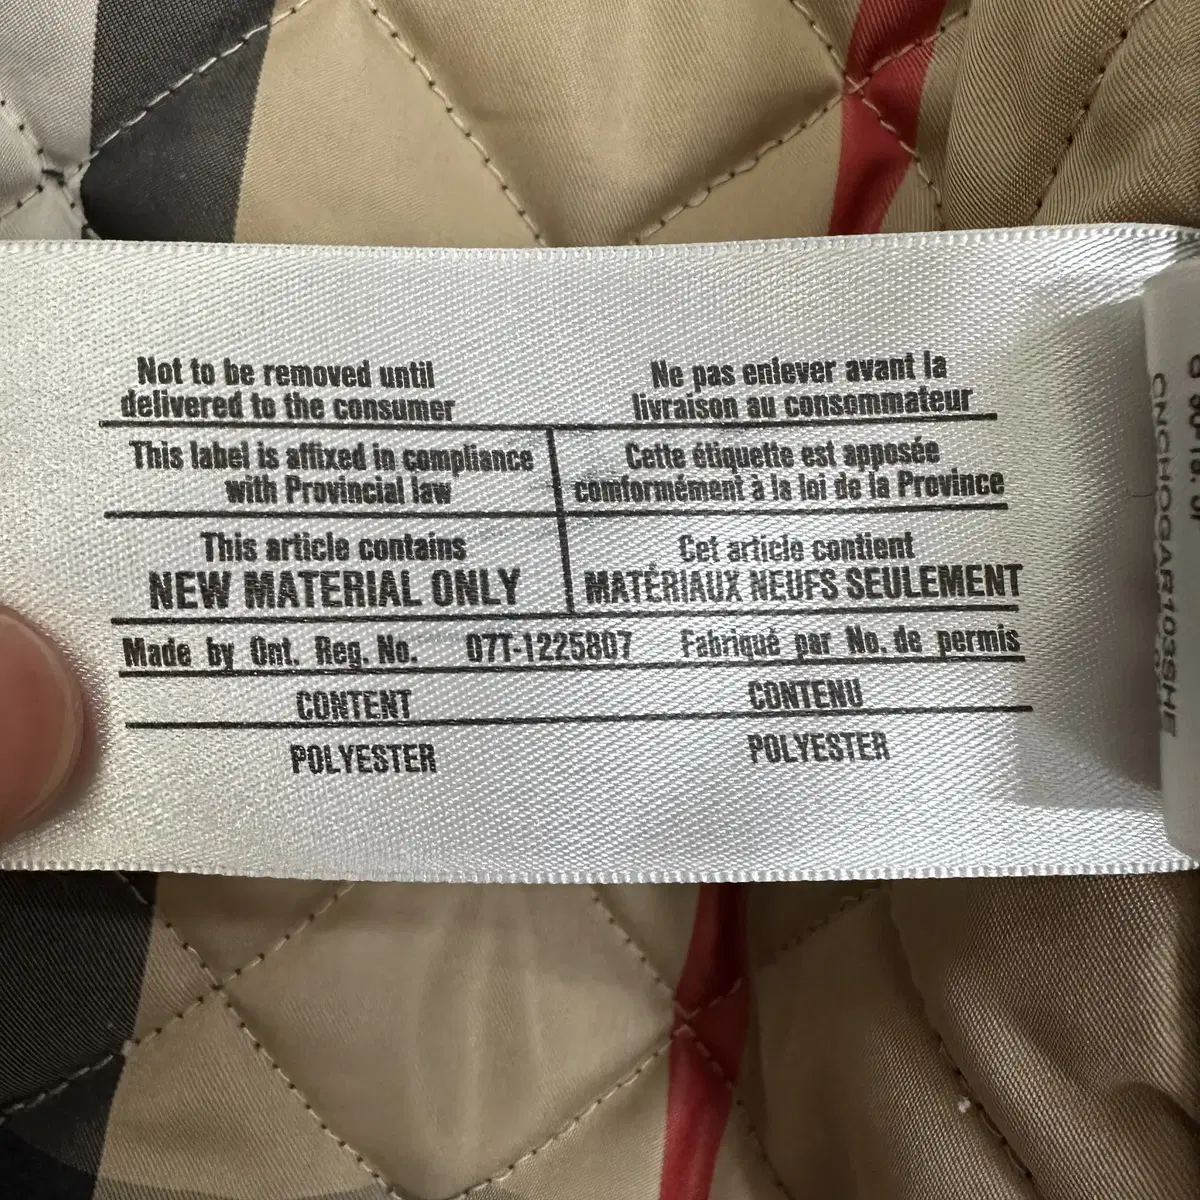 Not to be removed until
delivered to the consumer
Ne pas enlever avant la
livraison au consommateur
This label is affixed in compliance
with Provincial law
Cette étiquette est apposée
comformément à la loi de la Province
This article contains
NEW MATERIAL ONLY
Cet article contient
MATÉRIAUX NEUFS SEULEMENT
Made by Ont. Reg. No. 07T-1225807 Fabriqué par No. de permis
CONTENT CONTENU
POLYESTER POLYESTER
CNCHOGAR103SHE